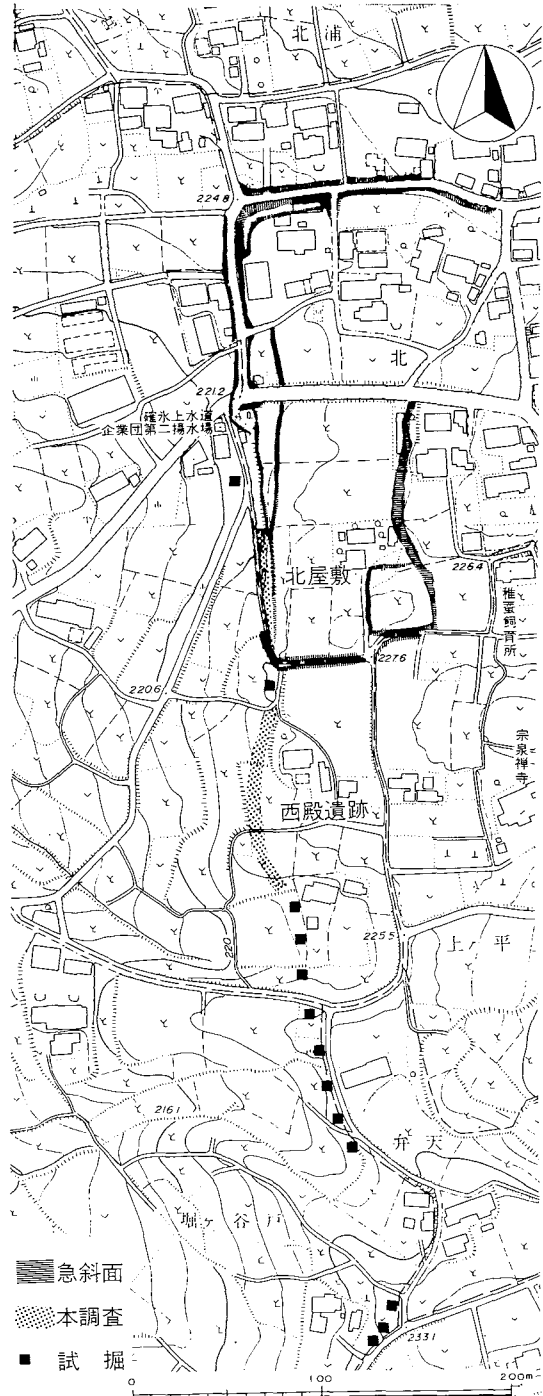 北浦
224.8
北
221.2
碓氷上水道
企業団第二揚水場
北屋敷
226.4
稚蚕飼育所
227.6
220.6
宗泉禅寺
西殿遺跡
220
225.5
上ノ平
216.1
弁天
堀ヶ谷戸
急斜面
本調査
試掘
233.1
0 100 200m